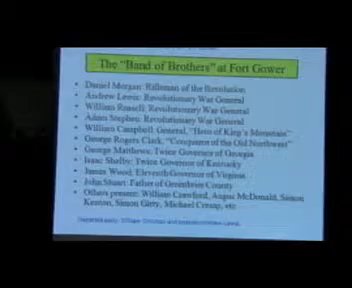 The "Band of Brothers" at Fort Gower
• Daniel Morgan: Rifleman of the Revolution
• Andrew Lewis: Revolutionary War General
• William Russell: Revolutionary War General
• Adam Stephen: Revolutionary War General
• William Campbell: General, "Hero of King's Mountain"
• George Rogers Clark, "Conqueror of the Old Northwest"
• George Matthews: Twice Governor of Georgia
• Isaac Shelby: Twice Governor of Kentucky
• James Wood, Eleventh Governor of Virginia
• John Stuart: Father of Greenbrier County
• Others present: William Crawford, Angus McDonald, Simon
Kenton, Simon Girty, Michael Cresap, etc